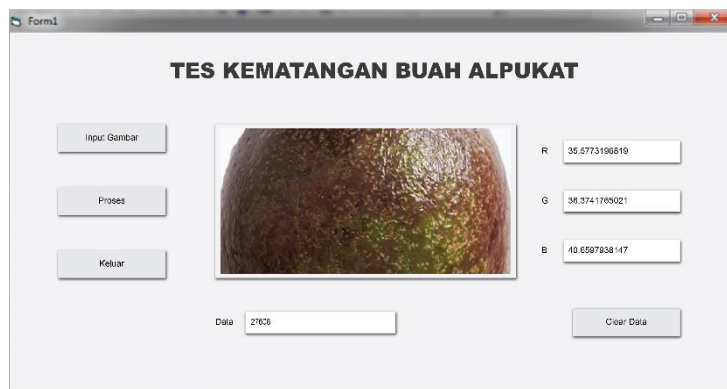 Form1
TES KEMATANGAN BUAH ALPUKAT
Input Gambar
R 35.5773196819
Proses
G 38.3741765021
B 40.6597938147
Keluar
Data 27606
Clear Data